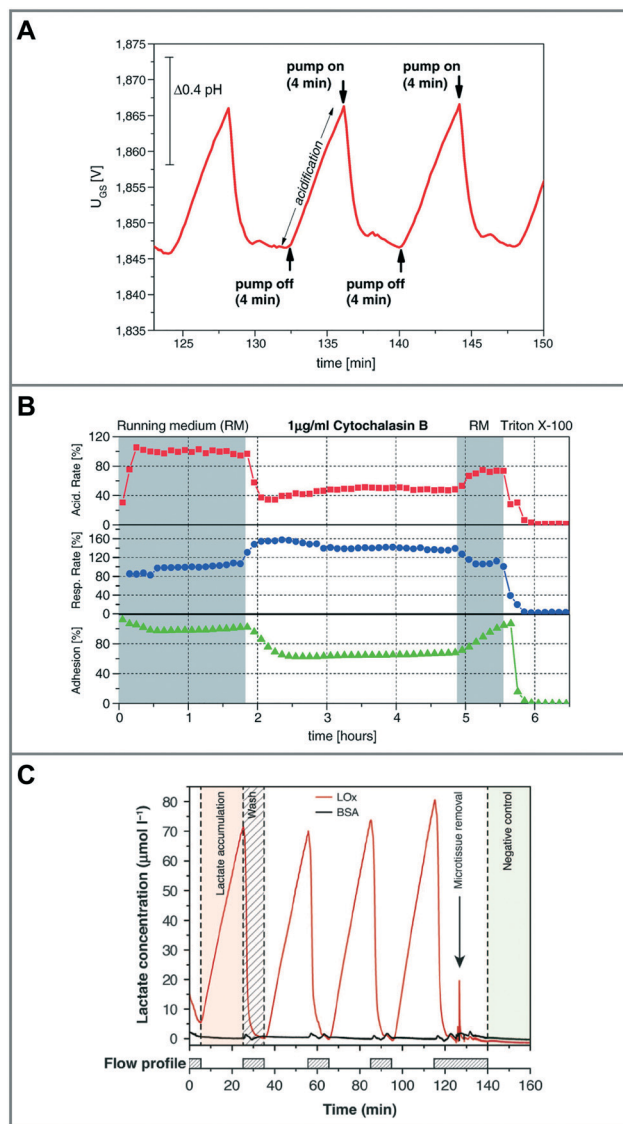 A
1,875
1,870
1,865
1,860
1,855
1,850
1,845
1,840
1,835
U_GS [V]
Δ0.4 pH
pump on
(4 min)
pump on
(4 min)
acidification
pump off
(4 min)
pump off
(4 min)
125 130 135 140 145 150
time [min]
B
Running medium (RM) 1µg/ml Cytochalasin B RM Triton X-100
Acid. Rate [%]
120
80
40
0
Resp. Rate [%]
160
120
80
40
0
Adhesion [%]
80
40
0
0 1 2 3 4 5 6
time [hours]
C
Lactate concentration (µmol l⁻¹)
80
70
60
50
40
30
20
10
0
Lactate accumulation
Wash
LOx
BSA
Microtissue removal
Negative control
Flow profile
0 20 40 60 80 100 120 140 160
Time (min)